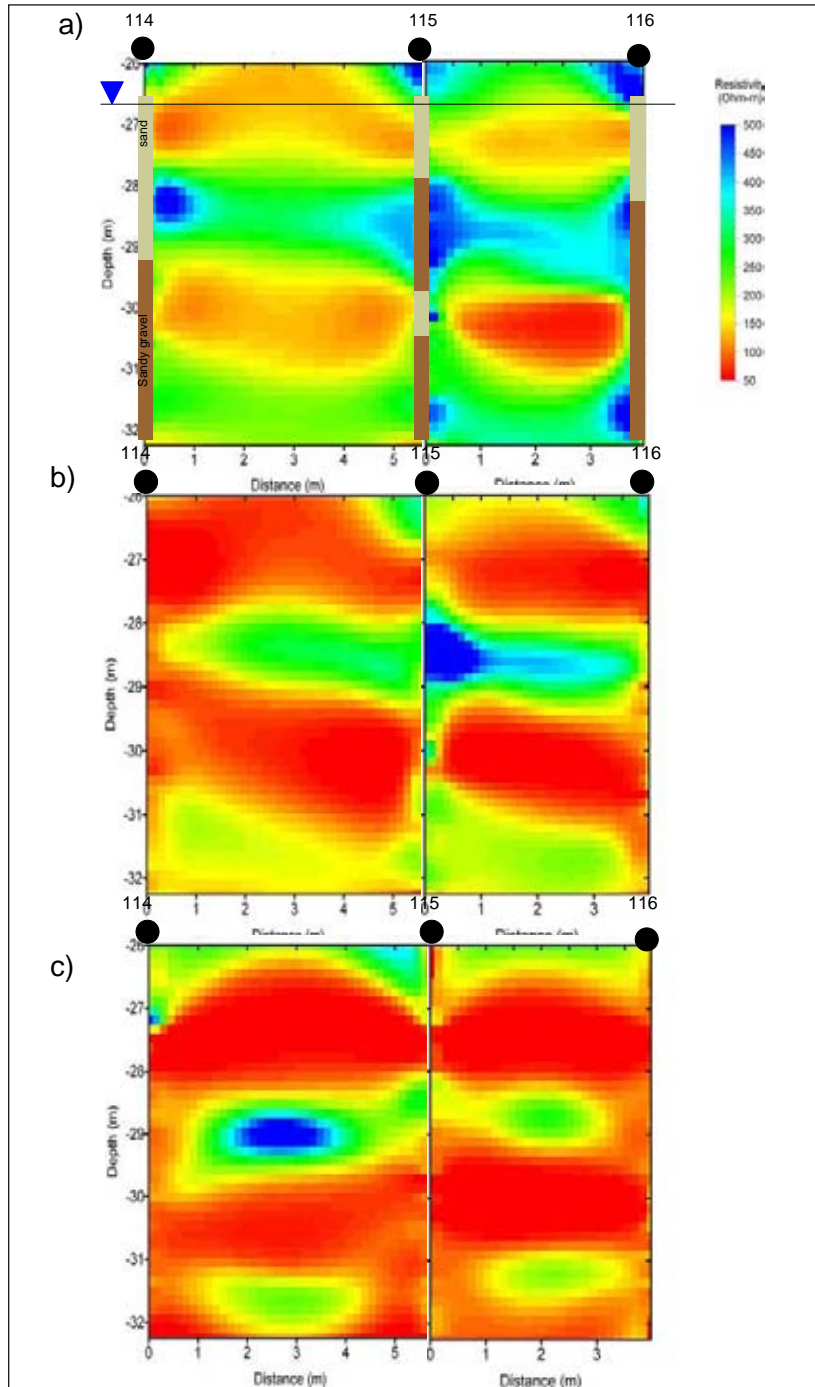 114 115 116
a)
Resistivity
(Ohm-m)
500
450
400
350
300
250
200
150
100
50
sand
Sandy gravel
Depth (m)
-26
-27
-28
-29
-30
-31
-32
0 1 2 3 4 5 0 1 2 3
Distance (m) Distance (m)
114 115 116
b)
Depth (m)
-26
-27
-28
-29
-30
-31
-32
0 1 2 3 4 5 0 1 2 3
Distance (m) Distance (m)
114 115 116
c)
Depth (m)
-26
-27
-28
-29
-30
-31
-32
0 1 2 3 4 5 6 0 1 2 3
Distance (m) Distance (m)